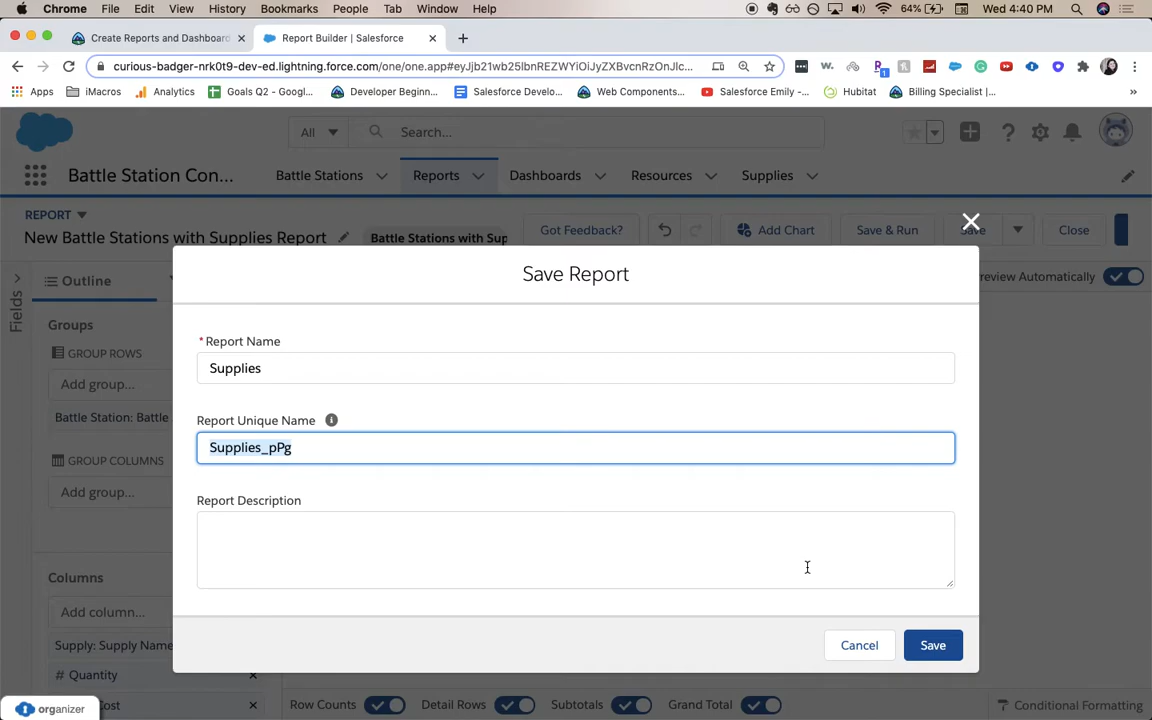 Chrome File Edit View History Bookmarks People Tab Window Help 64% Wed 4:40 PM
Create Reports and Dashboard Report Builder | Salesforce
curious-badger-nrk0t9-dev-ed.lightning.force.com/one/one.app#eyJjb21wb25lbnREZWYiOiJyZXBvcnRzOnJlc...
Apps iMacros Analytics Goals Q2 - Googl... Developer Beginn... Salesforce Develo... Web Components... Salesforce Emily -... Hubitat Billing Specialist |... »
All Search...
Battle Station Con... Battle Stations Reports Dashboards Resources Supplies
REPORT
New Battle Stations with Supplies Report Battle Stations with Sup Got Feedback? Add Chart Save & Run Save Close
Fields Outline review Automatically
Save Report
Groups
GROUP ROWS
Add group...
Battle Station: Battle
GROUP COLUMNS
Add group...
Columns
Add column...
Supply: Supply Name
# Quantity
Cost
* Report Name
Supplies
Report Unique Name
Supplies_pPg
Report Description
Cancel Save
organizer
Row Counts Detail Rows Subtotals Grand Total Conditional Formatting